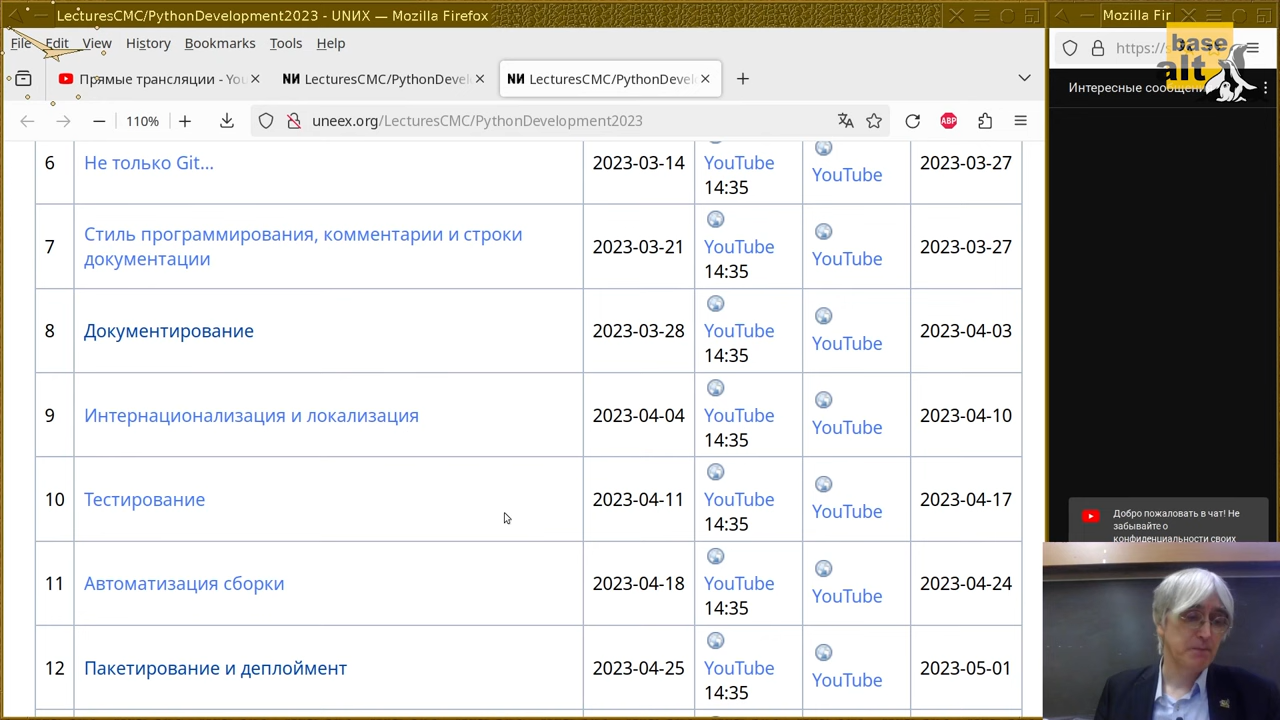 LecturesCMC/PythonDevelopment2023 - UNИX — Mozilla Firefox
Mozilla Fir
File Edit View History Bookmarks Tools Help
https://s
base
alt
Прямые трансляции - You
NИ LecturesCMC/PythonDevel
NИ LecturesCMC/PythonDevel
Интересные сообщен
110%
uneex.org/LecturesCMC/PythonDevelopment2023
ABP
6 Не только Git... 2023-03-14 YouTube 14:35 YouTube 2023-03-27
7 Стиль программирования, комментарии и строки документации 2023-03-21 YouTube 14:35 YouTube 2023-03-27
8 Документирование 2023-03-28 YouTube 14:35 YouTube 2023-04-03
9 Интернационализация и локализация 2023-04-04 YouTube 14:35 YouTube 2023-04-10
10 Тестирование 2023-04-11 YouTube 14:35 YouTube 2023-04-17
11 Автоматизация сборки 2023-04-18 YouTube 14:35 YouTube 2023-04-24
12 Пакетирование и деплоймент 2023-04-25 YouTube 14:35 YouTube 2023-05-01
Добро пожаловать в чат! Не
забывайте о
конфиденциальности своих